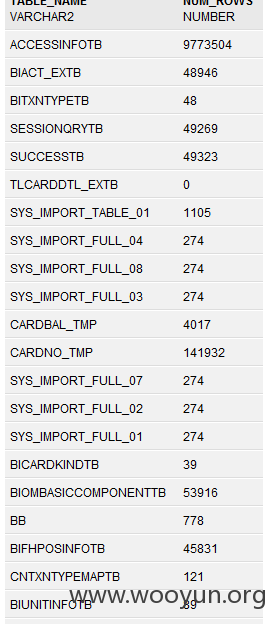 TABLE_NAME NUM_ROWS
VARCHAR2 NUMBER
ACCESSINFOTB 9773504
BIACT_EXTB 48946
BITXNTYPETB 48
SESSIONQRYTB 49269
SUCCESSTB 49323
TLCARDDTL_EXTB 0
SYS_IMPORT_TABLE_01 1105
SYS_IMPORT_FULL_04 274
SYS_IMPORT_FULL_08 274
SYS_IMPORT_FULL_03 274
CARDBAL_TMP 4017
CARDNO_TMP 141932
SYS_IMPORT_FULL_07 274
SYS_IMPORT_FULL_02 274
SYS_IMPORT_FULL_01 274
BICARDKINDTB 39
BIOMBASICCOMPONENTTB 53916
BB 778
BIFHPOSINFOTB 45831
CNTXNTYPEMAPTB 121
www.wooyun.org
BIUNITINFOTB 89